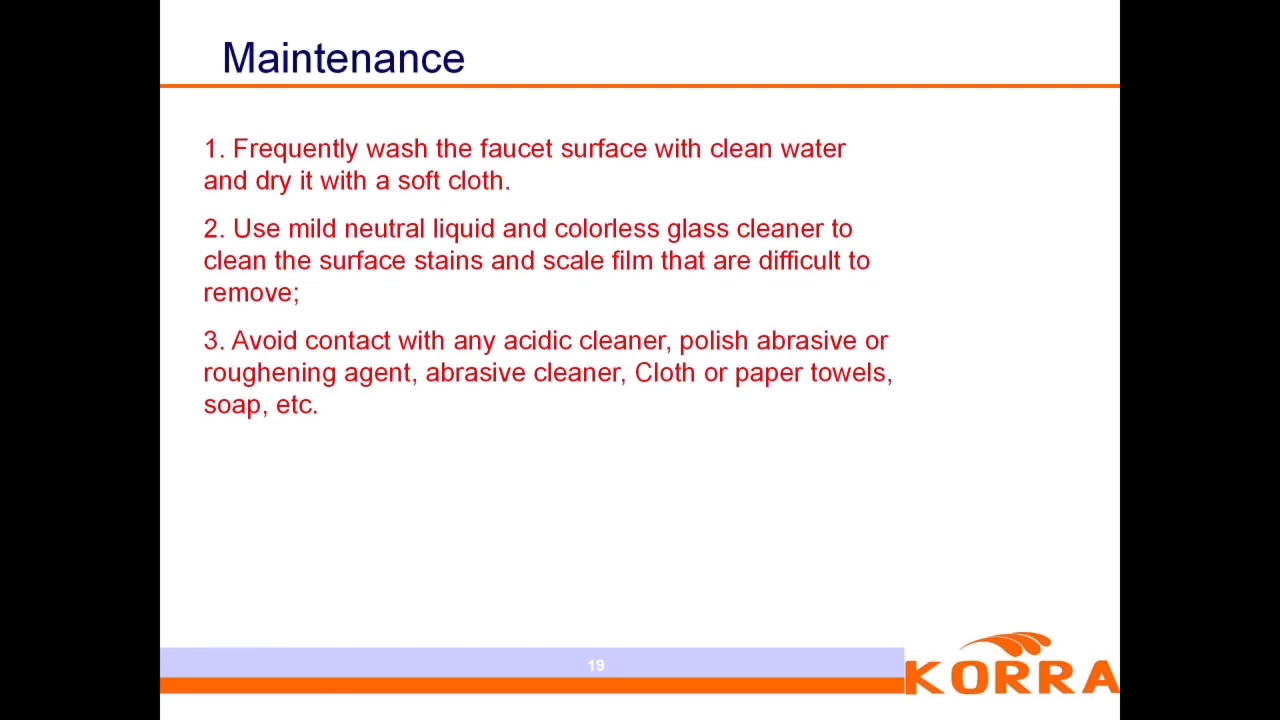 Maintenance
1. Frequently wash the faucet surface with clean water
and dry it with a soft cloth.
2. Use mild neutral liquid and colorless glass cleaner to
clean the surface stains and scale film that are difficult to
remove;
3. Avoid contact with any acidic cleaner, polish abrasive or
roughening agent, abrasive cleaner, Cloth or paper towels,
soap, etc.
19
KORRA